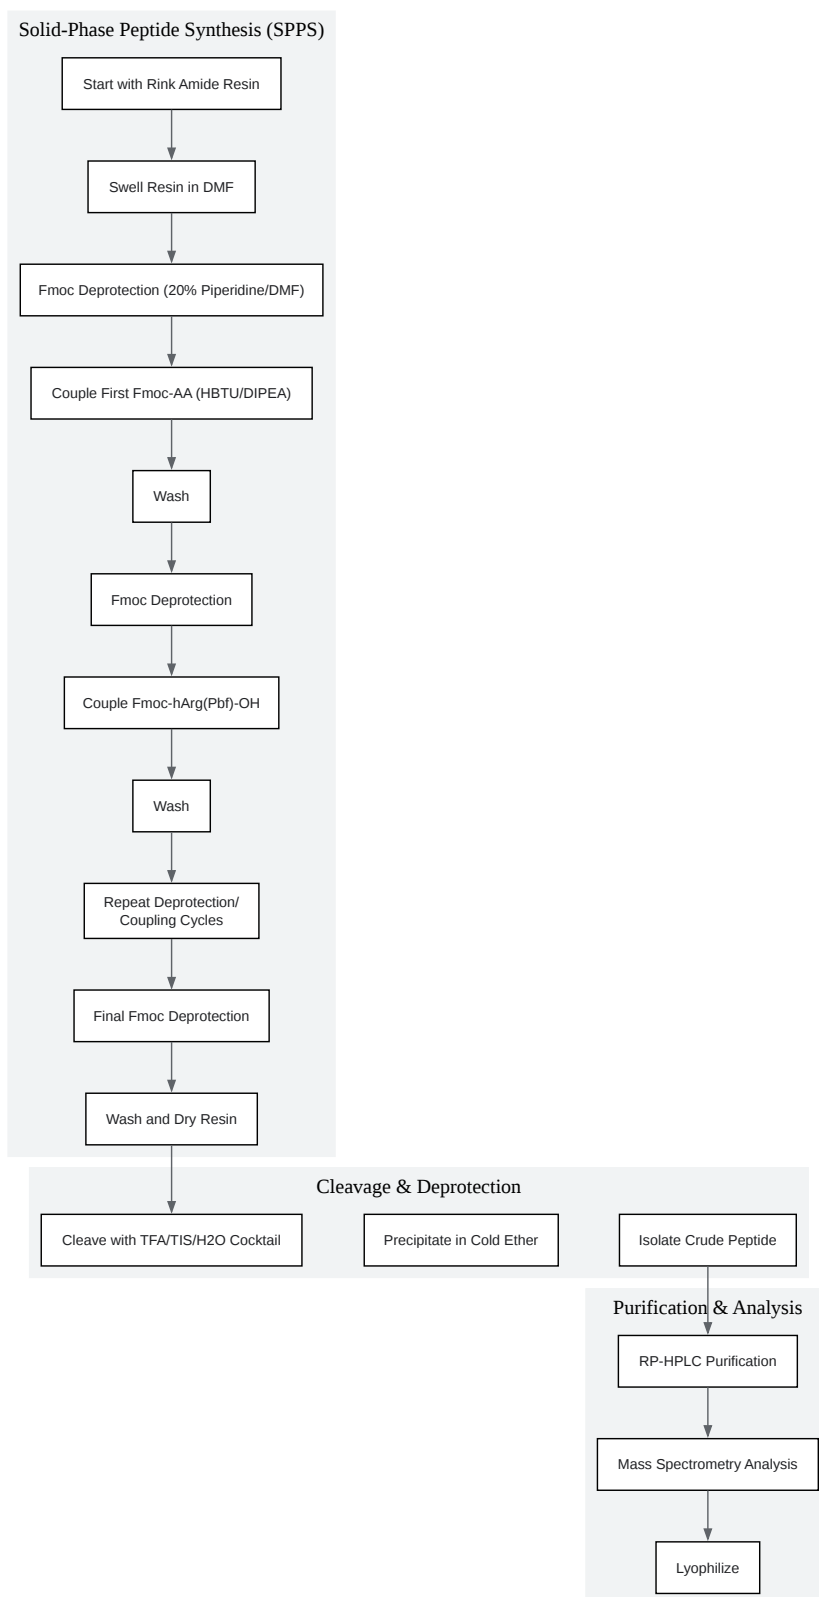 Solid-Phase Peptide Synthesis (SPPS)
Start with Rink Amide Resin
Swell Resin in DMF
Fmoc Deprotection (20% Piperidine/DMF)
Couple First Fmoc-AA (HBTU/DIPEA)
Wash
Fmoc Deprotection
Couple Fmoc-hArg(Pbf)-OH
Wash
Repeat Deprotection/
Coupling Cycles
Final Fmoc Deprotection
Wash and Dry Resin
Cleavage & Deprotection
Cleave with TFA/TIS/H2O Cocktail
Precipitate in Cold Ether
Isolate Crude Peptide
Purification & Analysis
RP-HPLC Purification
Mass Spectrometry Analysis
Lyophilize